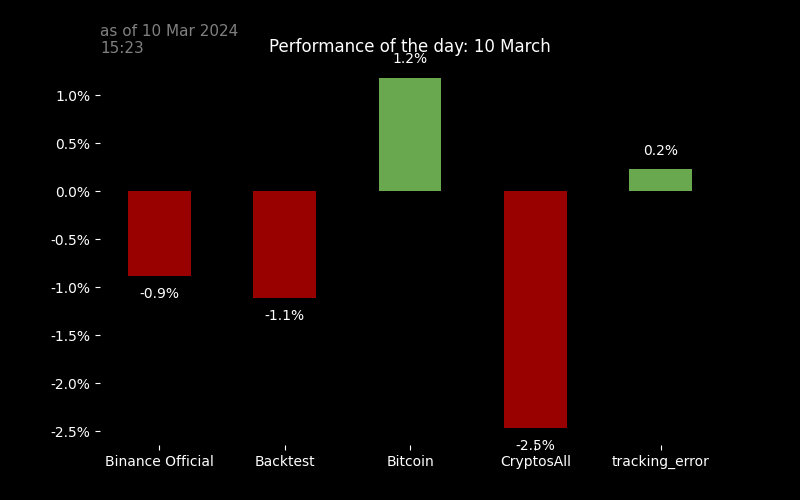 as of 10 Mar 2024
15:23
Performance of the day: 10 March
1.2%
1.0%
0.5%
0.2%
0.0%
-0.5%
-0.9%
-1.0%
-1.1%
-1.5%
-2.0%
-2.5%
-2.5%
Binance Official
Backtest
Bitcoin
CryptosAll
tracking_error